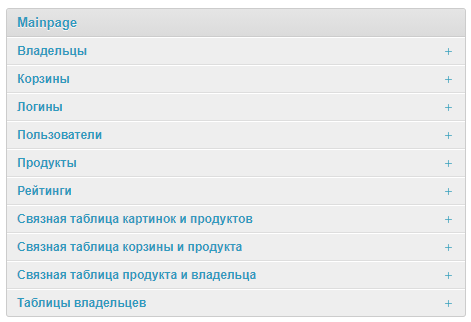 Mainpage
Владельцы +
Корзины +
Логины +
Пользователи +
Продукты +
Рейтинги +
Связная таблица картинок и продуктов +
Связная таблица корзины и продукта +
Связная таблица продукта и владельца +
Таблицы владельцев +